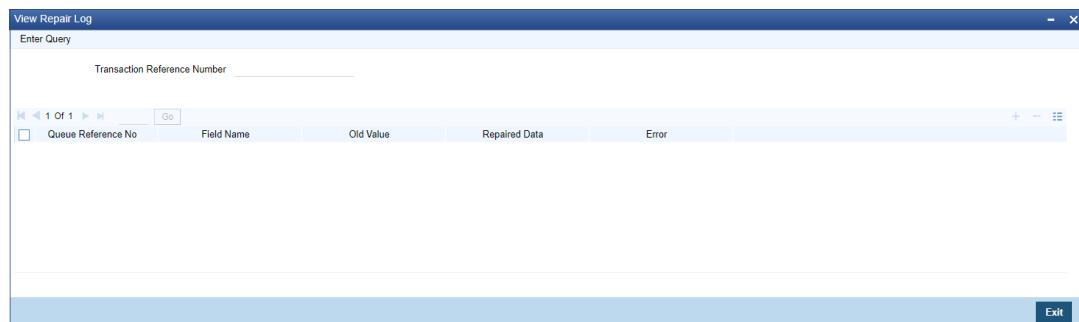 View Repair Log
Enter Query
Transaction Reference Number
1 Of 1 Go
Queue Reference No Field Name Old Value Repaired Data Error
Exit